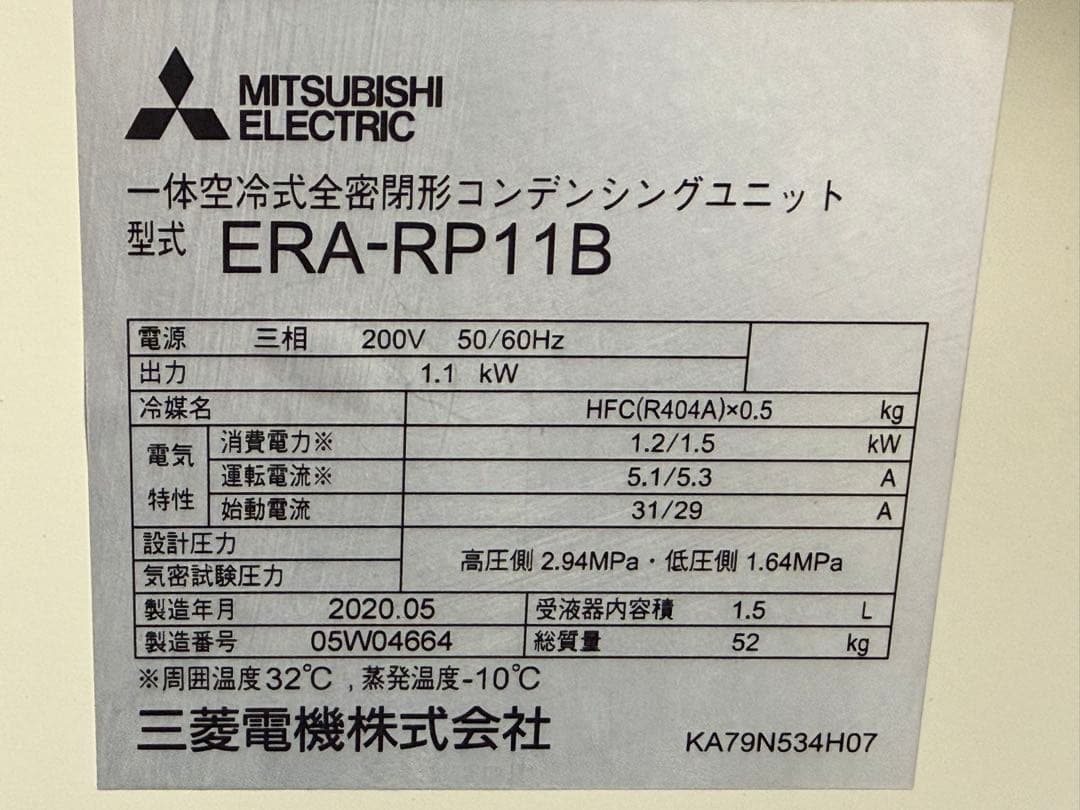 MITSUBISHI
ELECTRIC
一体空冷式全密閉形コンデンシングユニット
型式 ERA-RP11B
電源 三相 200V 50/60Hz
出力 1.1 kW
冷媒名 HFC(R404A)×0.5 kg
電気特性 消費電力※ 1.2/1.5 kW
運転電流※ 5.1/5.3 A
始動電流 31/29 A
設計圧力
気密試験圧力 高圧側 2.94MPa・低圧側 1.64MPa
製造年月 2020.05 受液器内容積 1.5 L
製造番号 05W04664 総質量 52 kg
※周囲温度32℃,蒸発温度-10℃
三菱電機株式会社 KA79N534H07